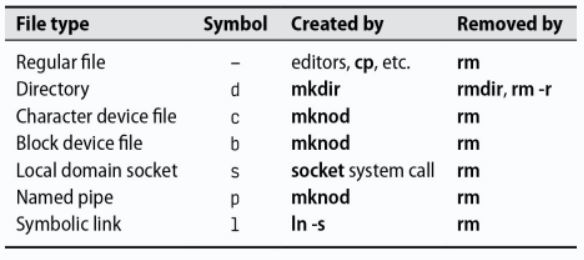 File type Symbol Created by Removed by
Regular file – editors, cp, etc. rm
Directory d mkdir rmdir, rm -r
Character device file c mknod rm
Block device file b mknod rm
Local domain socket s socket system call rm
Named pipe p mknod rm
Symbolic link l ln -s rm